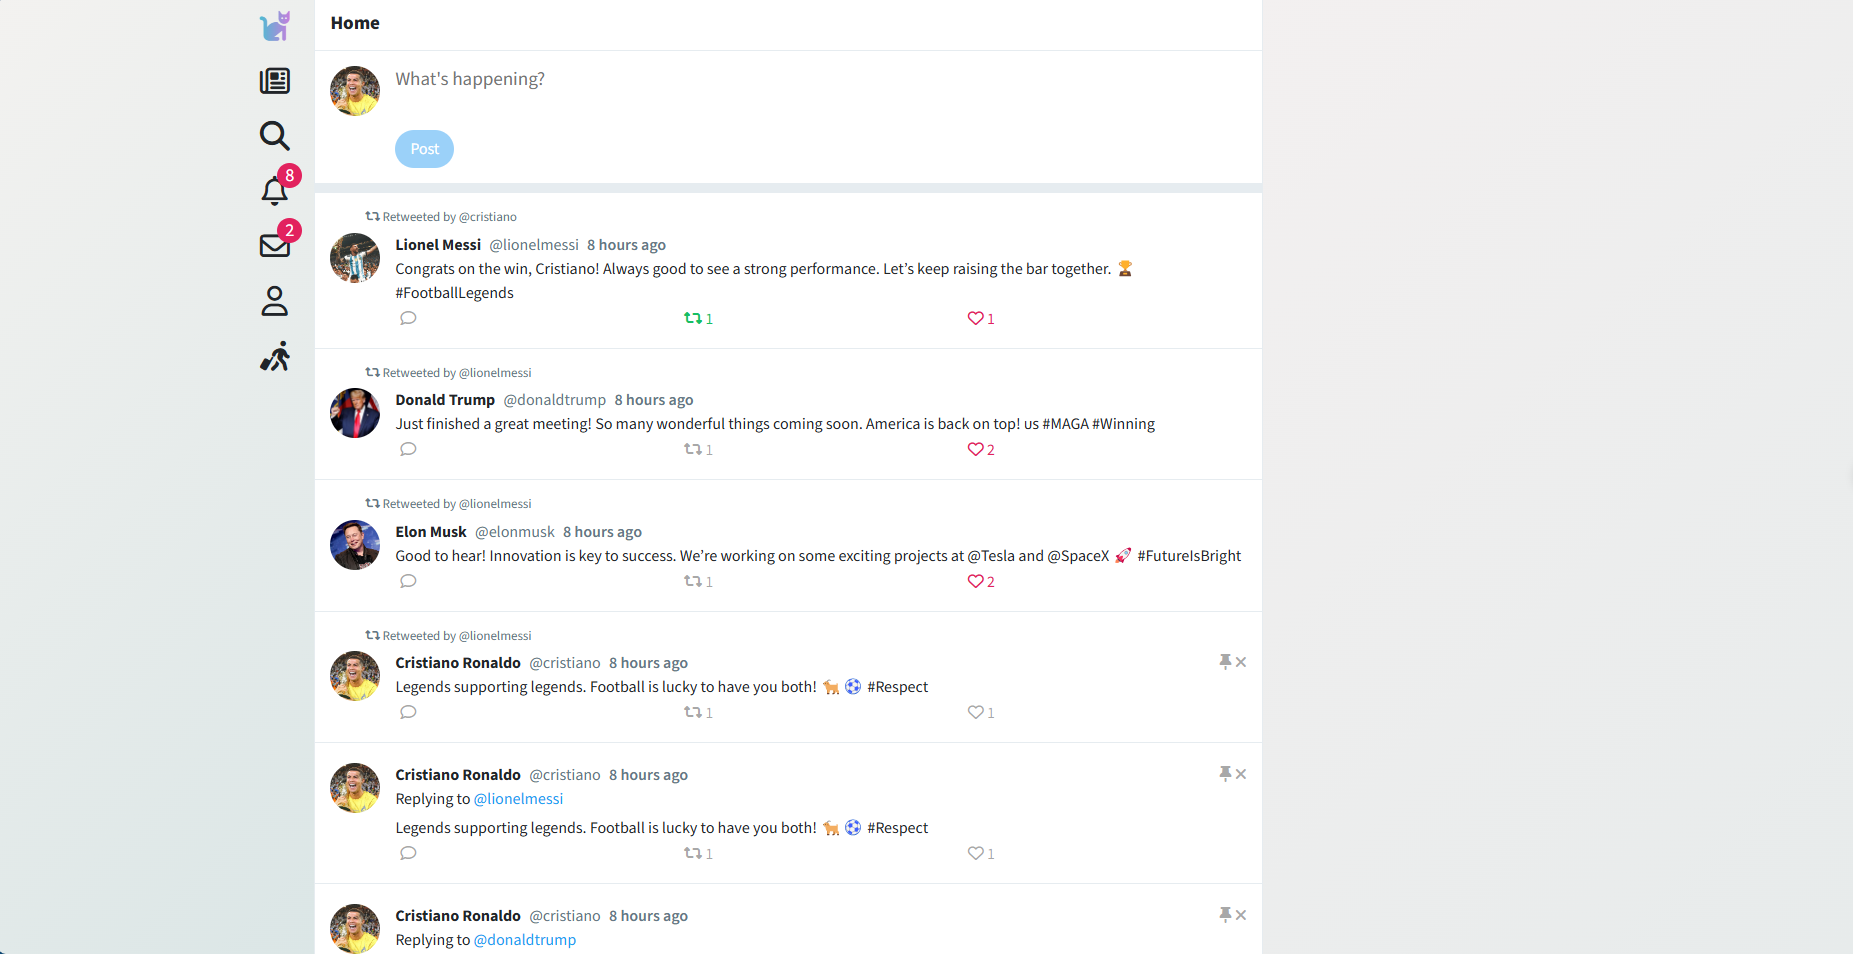 Home
What's happening?
Post
8
2
Retweeted by @cristiano
Lionel Messi @lionelmessi 8 hours ago
Congrats on the win, Cristiano! Always good to see a strong performance. Let’s keep raising the bar together. 🏆
#FootballLegends
1 1
Retweeted by @lionelmessi
Donald Trump @donaldtrump 8 hours ago
Just finished a great meeting! So many wonderful things coming soon. America is back on top! us #MAGA #Winning
1 2
Retweeted by @lionelmessi
Elon Musk @elonmusk 8 hours ago
Good to hear! Innovation is key to success. We’re working on some exciting projects at @Tesla and @SpaceX 🚀 #FutureIsBright
1 2
Retweeted by @lionelmessi
Cristiano Ronaldo @cristiano 8 hours ago
Legends supporting legends. Football is lucky to have you both! 🐐 ⚽ #Respect
1 1
Cristiano Ronaldo @cristiano 8 hours ago
Replying to @lionelmessi
Legends supporting legends. Football is lucky to have you both! 🐐 ⚽ #Respect
1 1
Cristiano Ronaldo @cristiano 8 hours ago
Replying to @donaldtrump